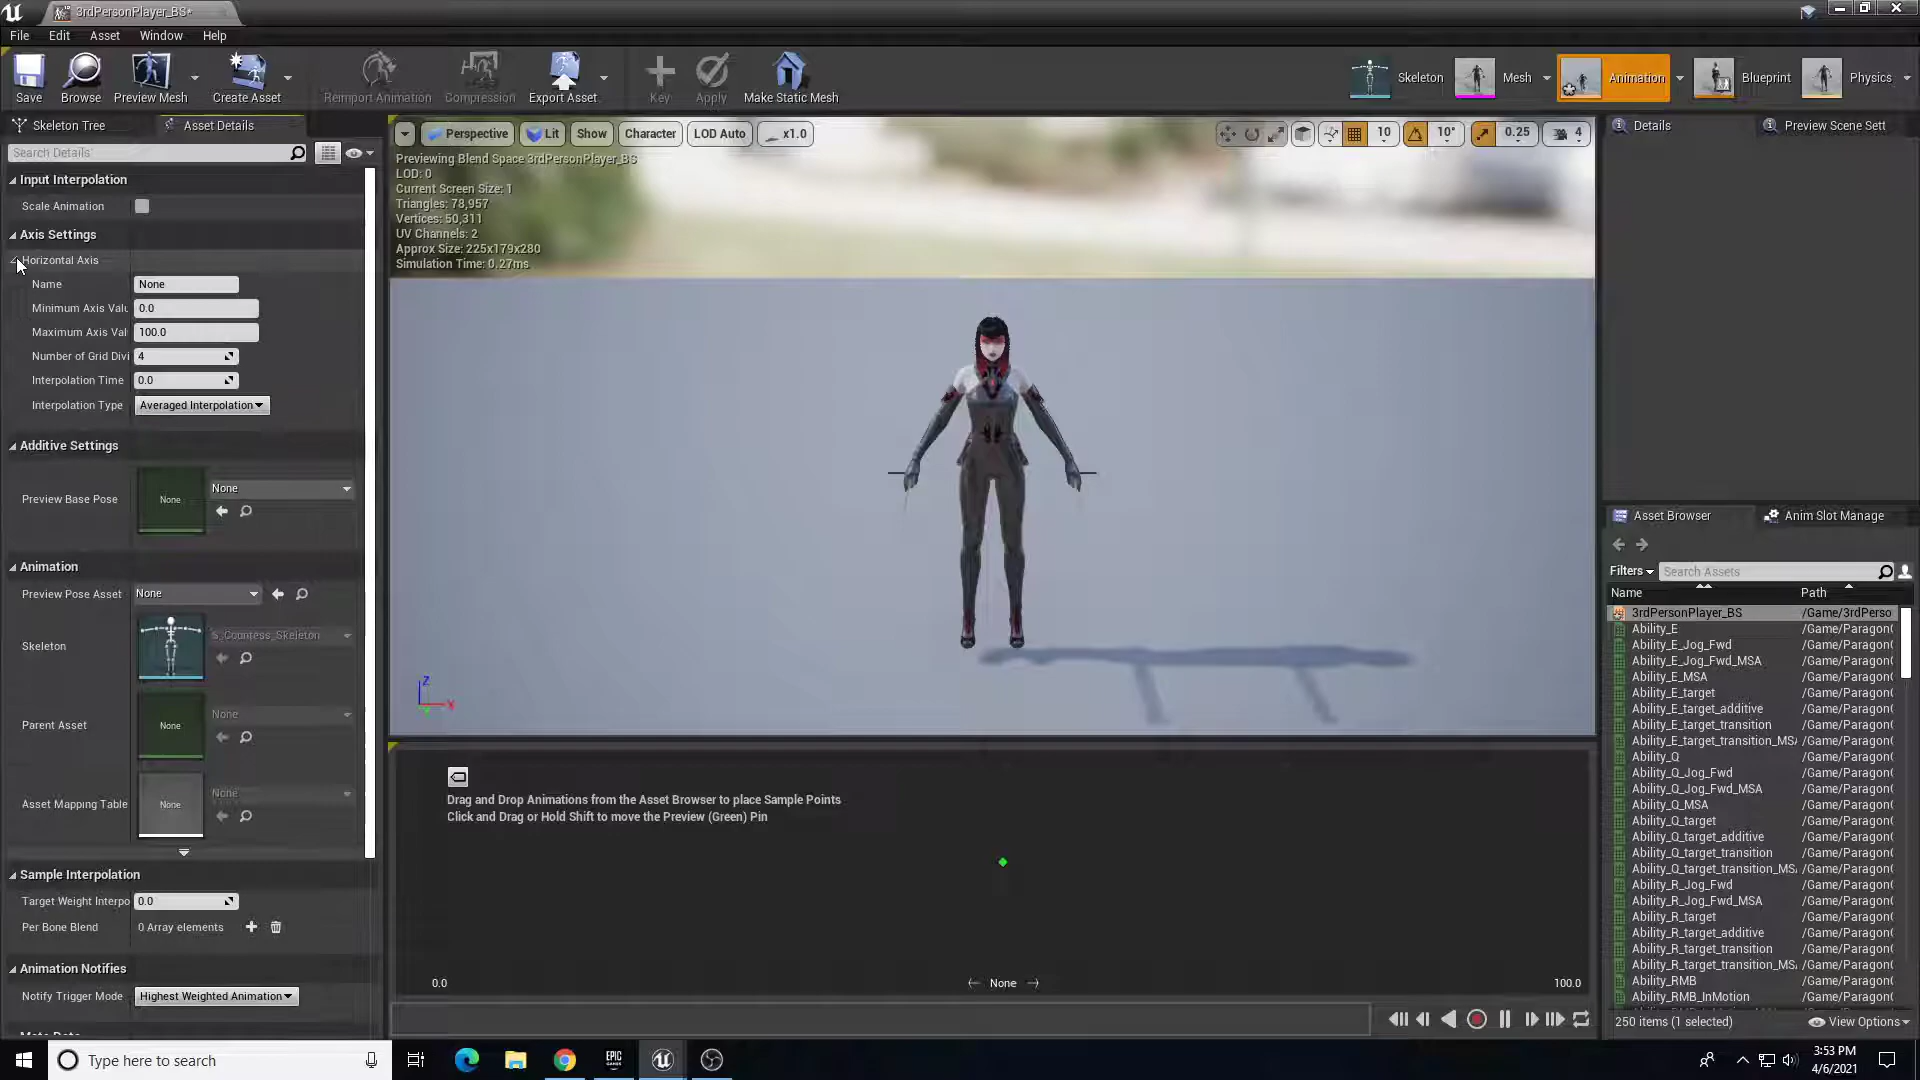 3rdPersonPlayer_BS*
File Edit Asset Window Help
Save Browse Preview Mesh Create Asset Reimport Animation Compression Export Asset Key Apply Make Static Mesh
Skeleton Mesh Animation Blueprint Physics
Skeleton Tree Asset Details
Search Details
Input Interpolation
Scale Animation
Axis Settings
Horizontal Axis
Name None
Minimum Axis Valu 0.0
Maximum Axis Val 100.0
Number of Grid Divi 4
Interpolation Time 0.0
Interpolation Type Averaged Interpolation
Additive Settings
Preview Base Pose None None
Animation
Preview Pose Asset None
Skeleton S_Countess_Skeleton
Parent Asset None None
Asset Mapping Table None None
Sample Interpolation
Target Weight Interpo 0.0
Per Bone Blend 0 Array elements
Animation Notifies
Notify Trigger Mode Highest Weighted Animation
Perspective Lit Show Character LOD Auto x1.0
10 10° 0.25 4
Previewing Blend Space 3rdPersonPlayer_BS
LOD: 0
Current Screen Size: 1
Triangles: 78,957
Vertices: 50,311
UV Channels: 2
Approx Size: 225x179x280
Simulation Time: 0.27ms
Z
X
Drag and Drop Animations from the Asset Browser to place Sample Points
Click and Drag or Hold Shift to move the Preview (Green) Pin
0.0 None 100.0
Details Preview Scene Sett
Asset Browser Anim Slot Manage
Filters Search Assets
Name Path
3rdPersonPlayer_BS /Game/3rdPerso
Ability_E /Game/Paragon(
Ability_E_Jog_Fwd /Game/Paragon(
Ability_E_Jog_Fwd_MSA /Game/Paragon(
Ability_E_MSA /Game/Paragon(
Ability_E_target /Game/Paragon(
Ability_E_target_additive /Game/Paragon(
Ability_E_target_transition /Game/Paragon(
Ability_E_target_transition_MS/ /Game/Paragon(
Ability_Q /Game/Paragon(
Ability_Q_Jog_Fwd /Game/Paragon(
Ability_Q_Jog_Fwd_MSA /Game/Paragon(
Ability_Q_MSA /Game/Paragon(
Ability_Q_target /Game/Paragon(
Ability_Q_target_additive /Game/Paragon(
Ability_Q_target_transition /Game/Paragon(
Ability_Q_target_transition_MS/ /Game/Paragon(
Ability_R_Jog_Fwd /Game/Paragon(
Ability_R_Jog_Fwd_MSA /Game/Paragon(
Ability_R_target /Game/Paragon(
Ability_R_target_additive /Game/Paragon(
Ability_R_target_transition /Game/Paragon(
Ability_R_target_transition_MS/ /Game/Paragon(
Ability_RMB /Game/Paragon(
Ability_RMB_InMotion /Game/Paragon(
250 items (1 selected) View Options
Type here to search
EPIC
GAMES
3:53 PM
4/6/2021